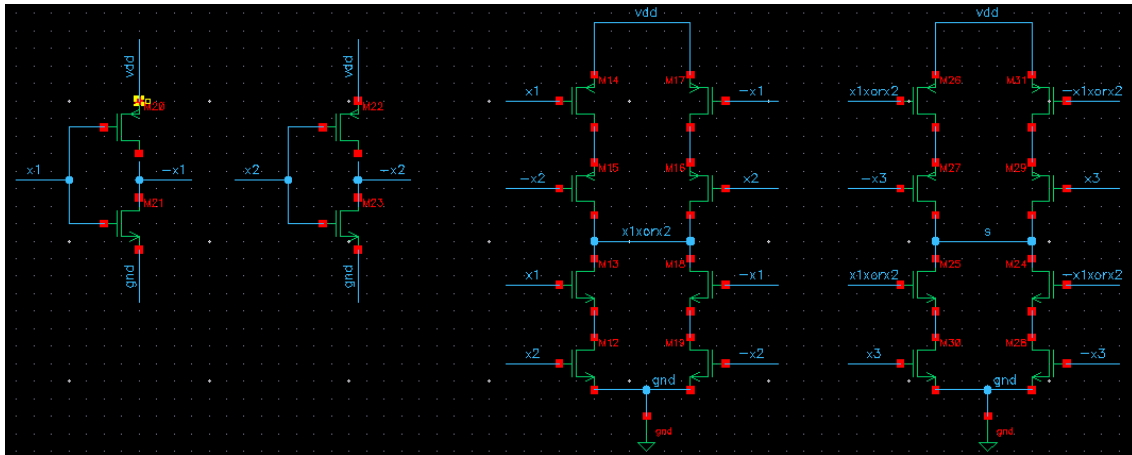 vdd
M20
x1
-x1
M21
gnd
vdd
M22
x2
-x2
M23
gnd
vdd
M14
M17
x1
-x1
M15
M16
-x2
x2
x1xorx2
M13
M18
x1
-x1
M12
M19
x2
-x2
gnd
gnd
vdd
M26
M31
x1xorx2
-x1xorx2
M27
M29
-x3
x3
s
M25
M24
x1xorx2
-x1xorx2
M30
M28
x3
-x3
gnd
gnd